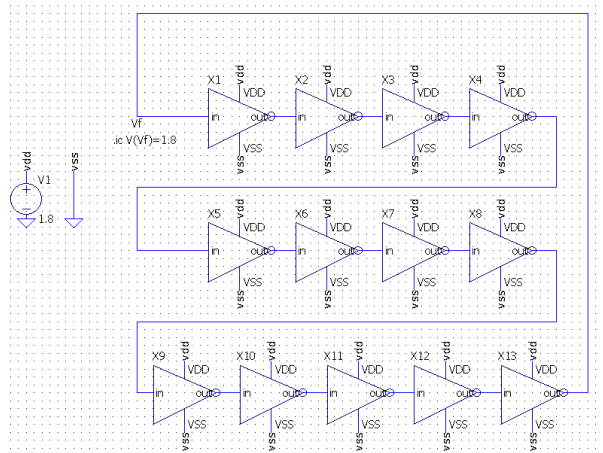 X1 X2 X3 X4
vdd vdd vdd vdd
VDD VDD VDD VDD
in out in out in out in out
VSS VSS VSS VSS
vss vss vss vss
Vf
.ic V(Vf)=1.8
vdd vss
V1
1.8
X5 X6 X7 X8
vdd vdd vdd vdd
VDD VDD VDD VDD
in out in out in out in out
VSS VSS VSS VSS
vss vss vss vss
X9 X10 X11 X12 X13
vdd vdd vdd vdd vdd
VDD VDD VDD VDD VDD
in out in out in out in out in out
VSS VSS VSS VSS VSS
vss vss vss vss vss